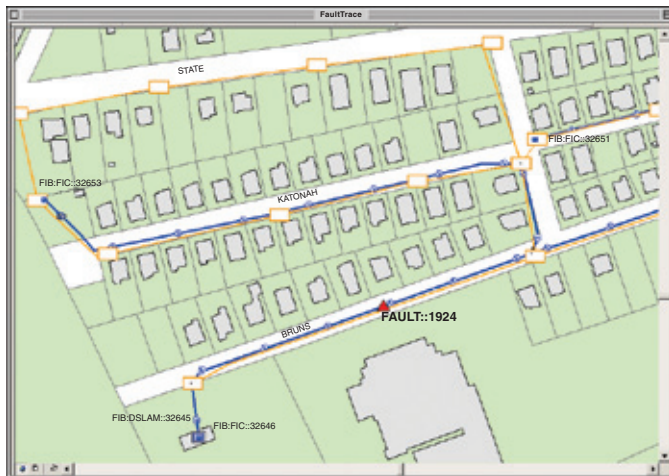 FaultTrace
STATE
FIB:FIC::32651
FIB:FIC::32653
KATONAH
FAULT::1924
BRUNS
FIB:DSLAM::32645
FIB:FIC::32646